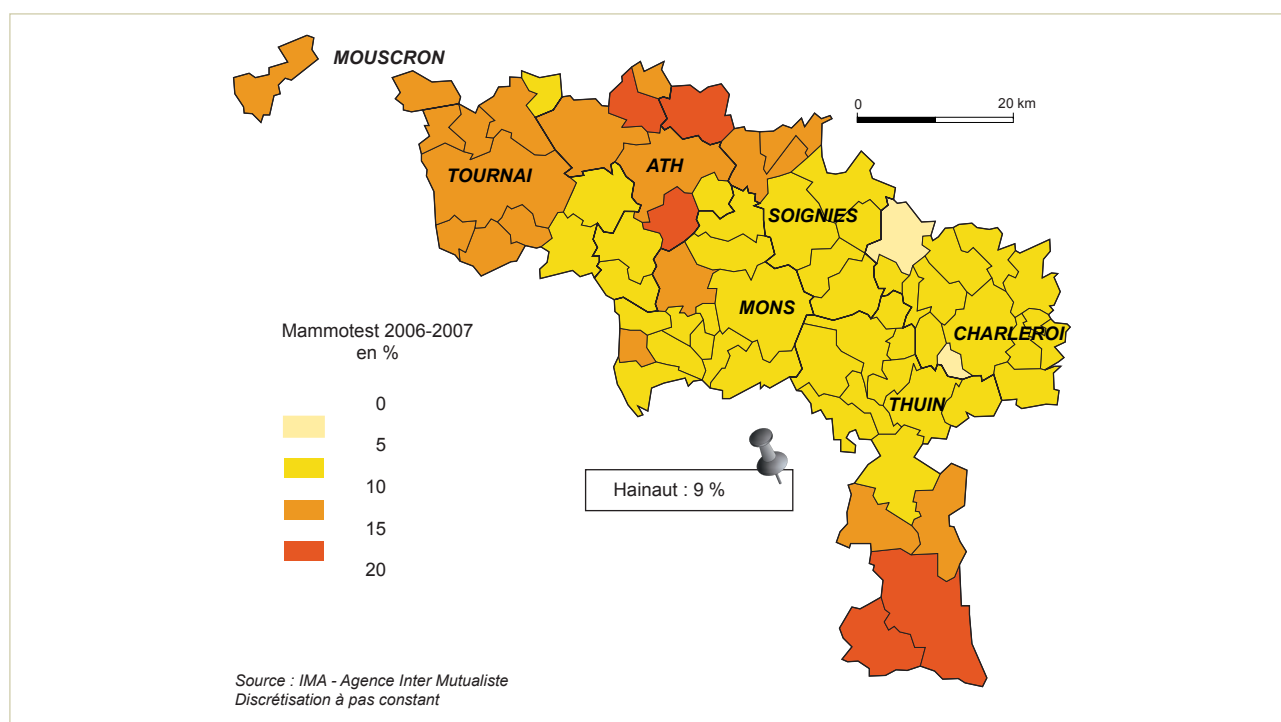 MOUSCRON
0
20 km
TOURNAI
ATH
SOIGNIES
MONS
CHARLEROI
THUIN
Mammotest 2006-2007
en %
0
5
10
15
20
Hainaut : 9 %
Source : IMA - Agence Inter Mutualiste
Discrétisation à pas constant